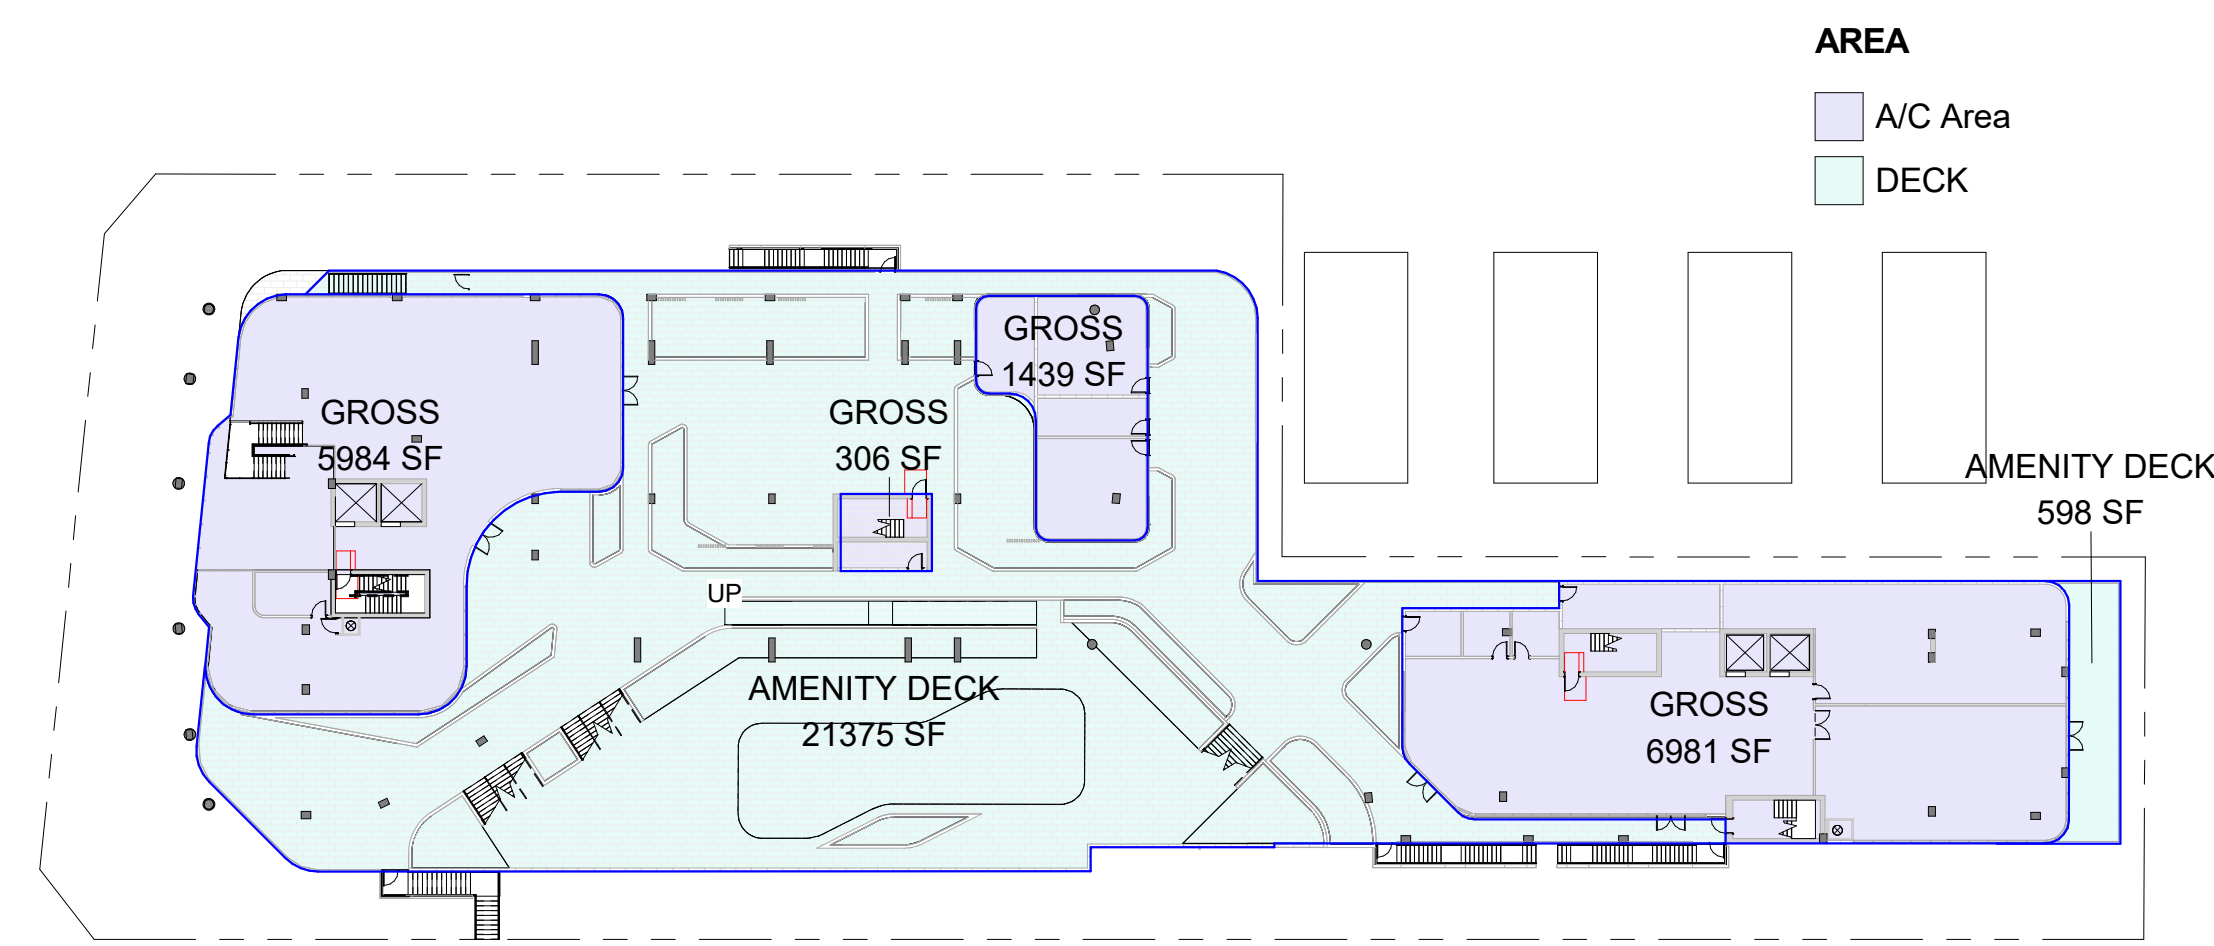 AREA
A/C Area
DECK
GROSS
1439 SF
GROSS
5984 SF
GROSS
306 SF
AMENITY DECK
598 SF
UP
AMENITY DECK
21375 SF
GROSS
6981 SF